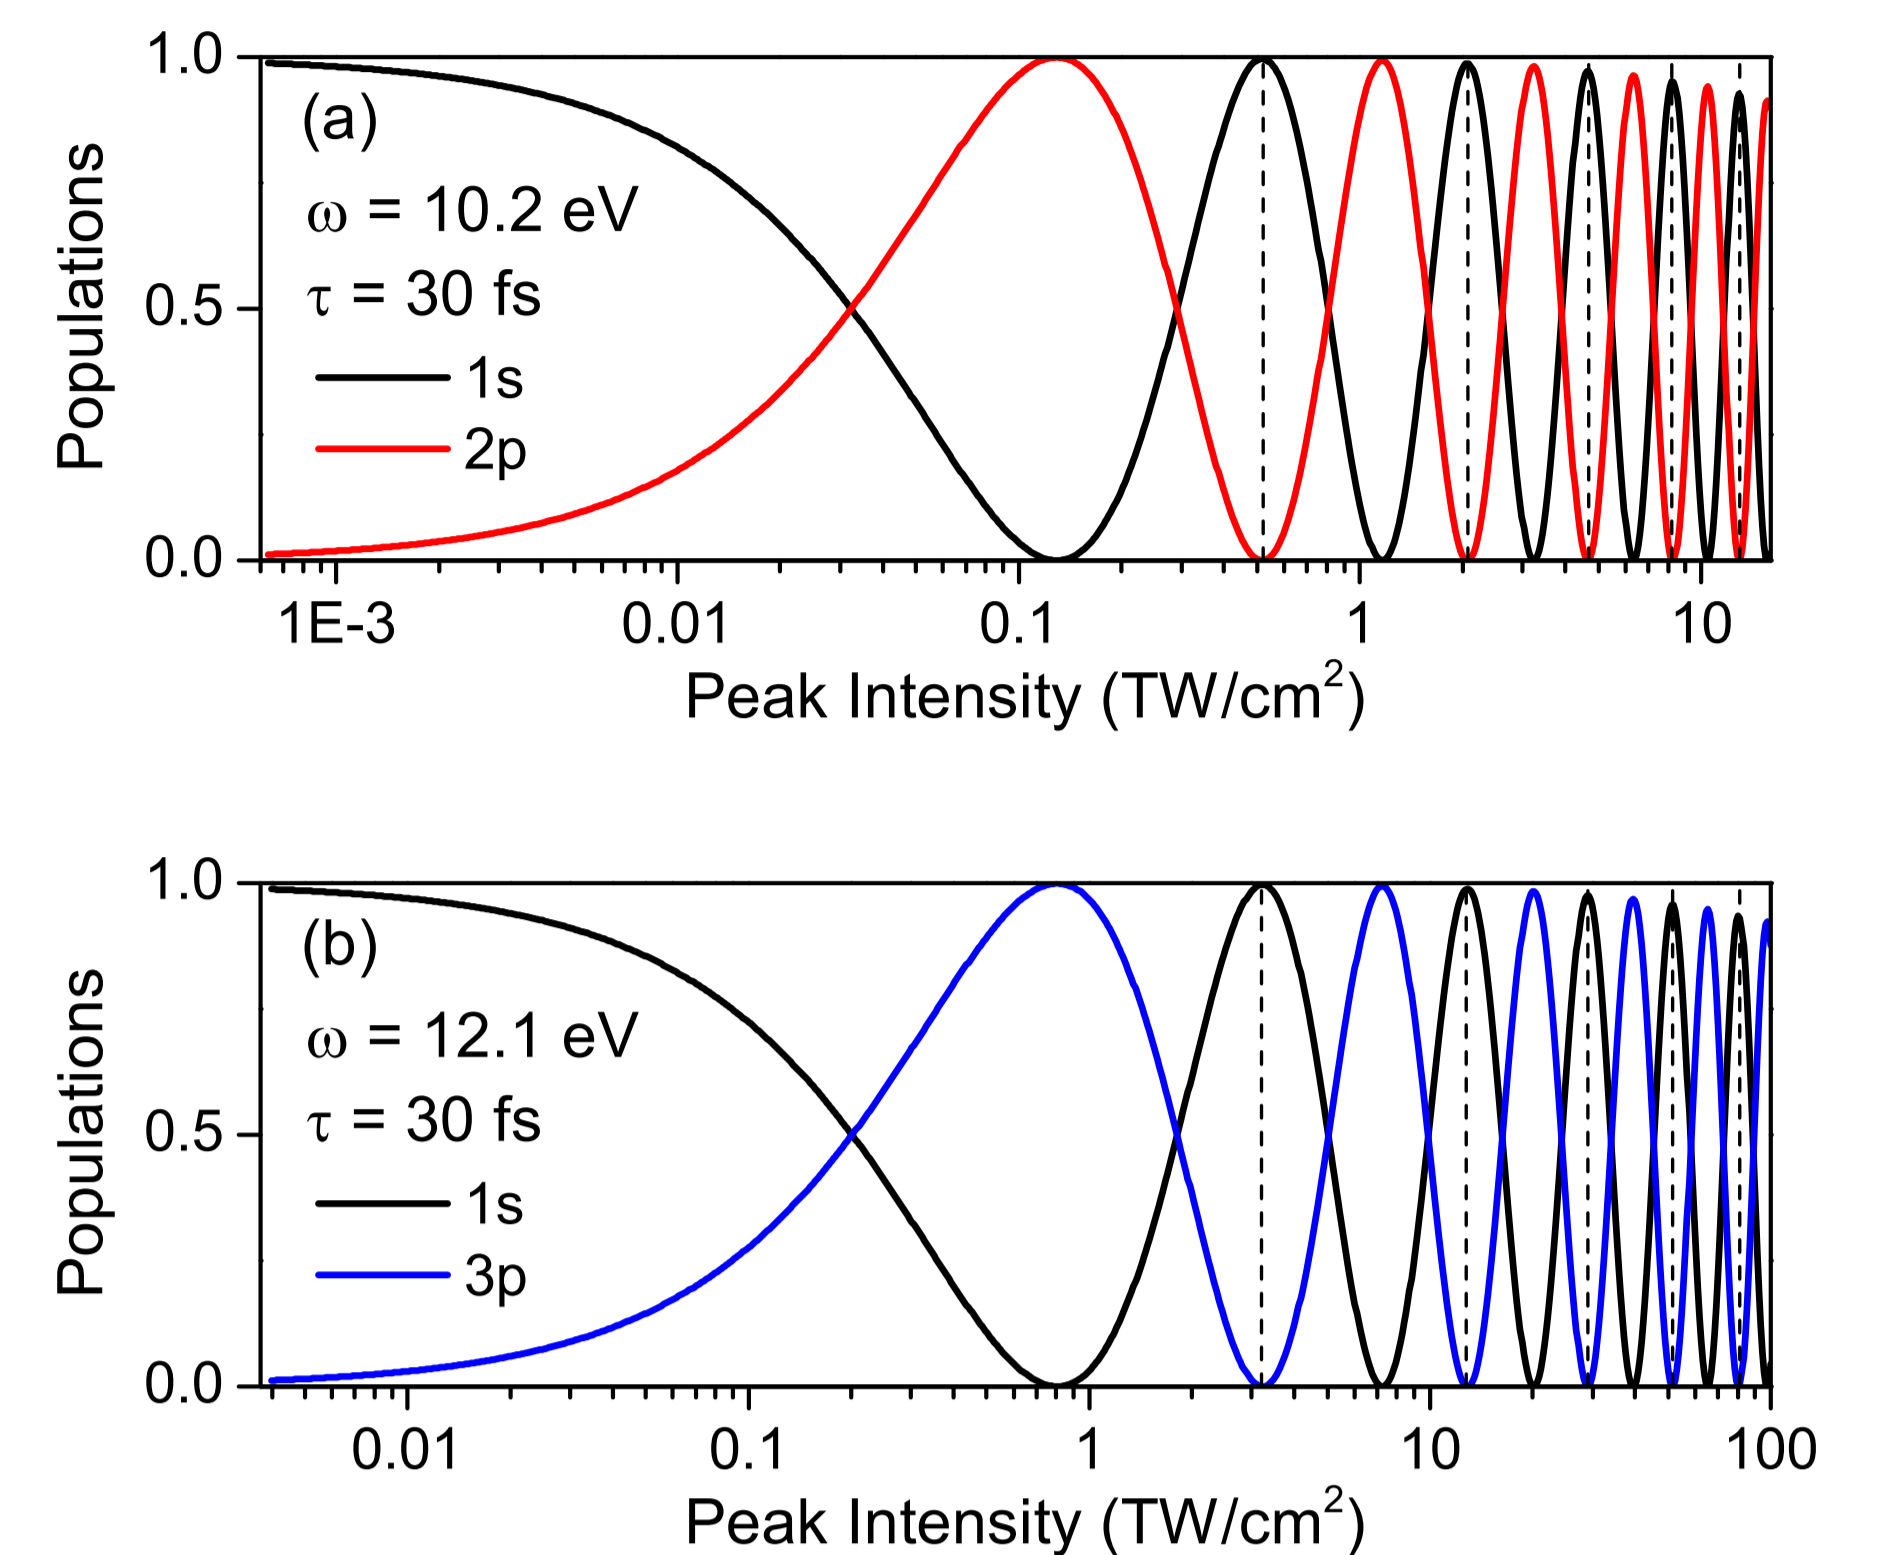 1.0
(a)
ω = 10.2 eV
τ = 30 fs
0.5
1s
2p
0.0
Populations
1E-3 0.01 0.1 1 10
Peak Intensity (TW/cm²)
1.0
(b)
ω = 12.1 eV
τ = 30 fs
0.5
1s
3p
0.0
Populations
0.01 0.1 1 10 100
Peak Intensity (TW/cm²)